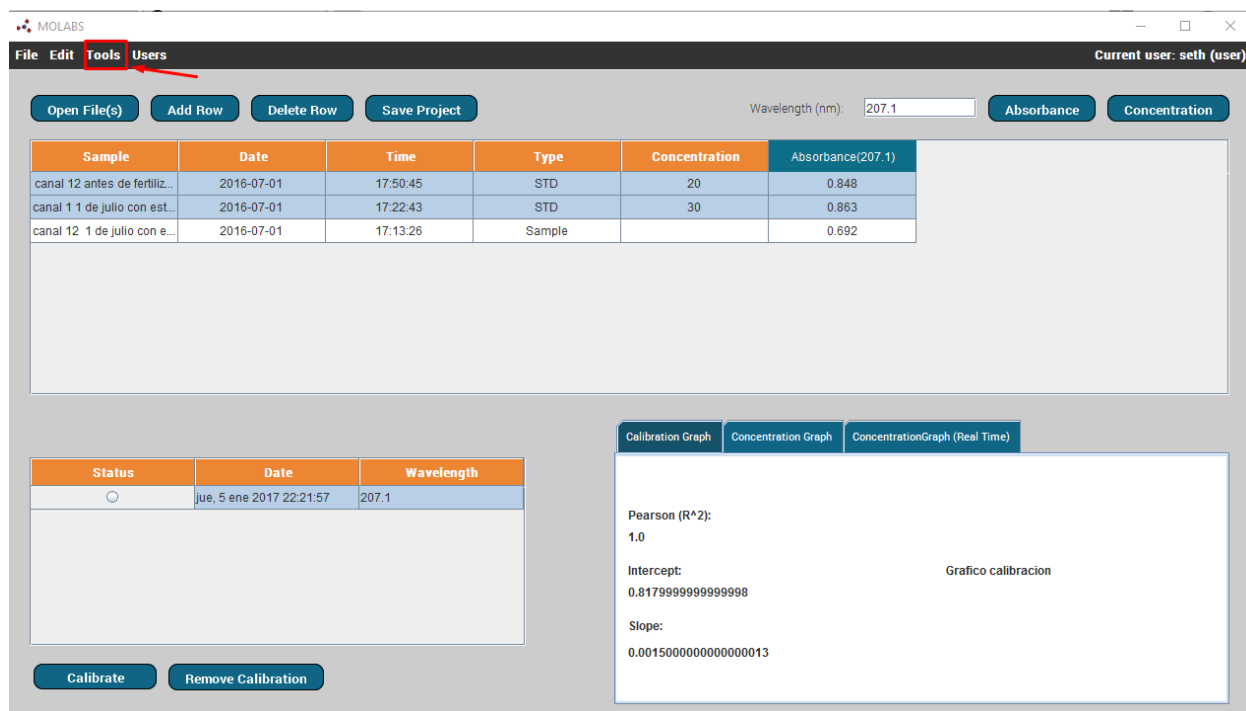 MOLABS
File Edit Tools Users Current user: seth (user)
Open File(s) Add Row Delete Row Save Project Wavelength (nm): 207.1 Absorbance Concentration
Sample Date Time Type Concentration Absorbance(207.1)
canal 12 antes de fertiliz... 2016-07-01 17:50:45 STD 20 0.848
canal 1 1 de julio con est... 2016-07-01 17:22:43 STD 30 0.863
canal 12 1 de julio con e... 2016-07-01 17:13:26 Sample 0.692
Status Date Wavelength
jue, 5 ene 2017 22:21:57 207.1
Calibrate Remove Calibration
Calibration Graph Concentration Graph ConcentrationGraph (Real Time)
Pearson (R^2):
1.0
Intercept: Grafico calibracion
0.8179999999999998
Slope:
0.0015000000000000013